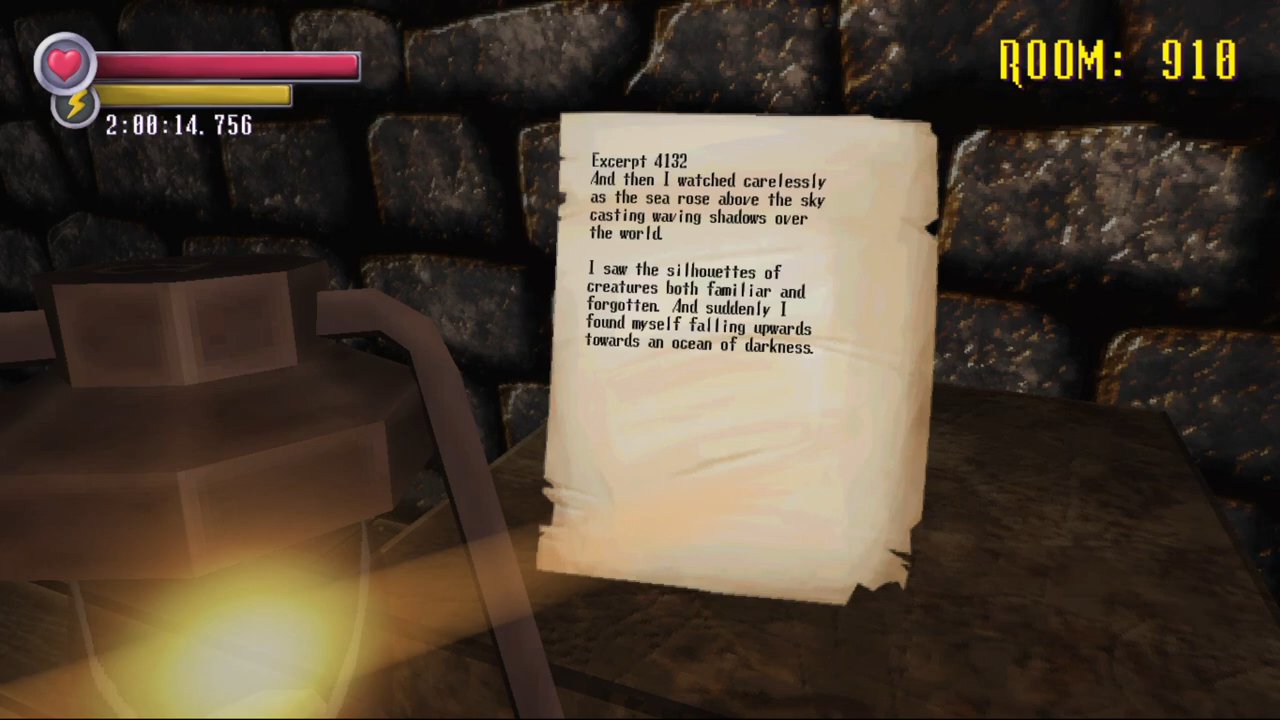 ROOM: 910
2:00:14.756
Excerpt 4132
And then I watched carelessly
as the sea rose above the sky
casting waving shadows over
the world.
I saw the silhouettes of
creatures both familiar and
forgotten. And suddenly I
found myself falling upwards
towards an ocean of darkness.